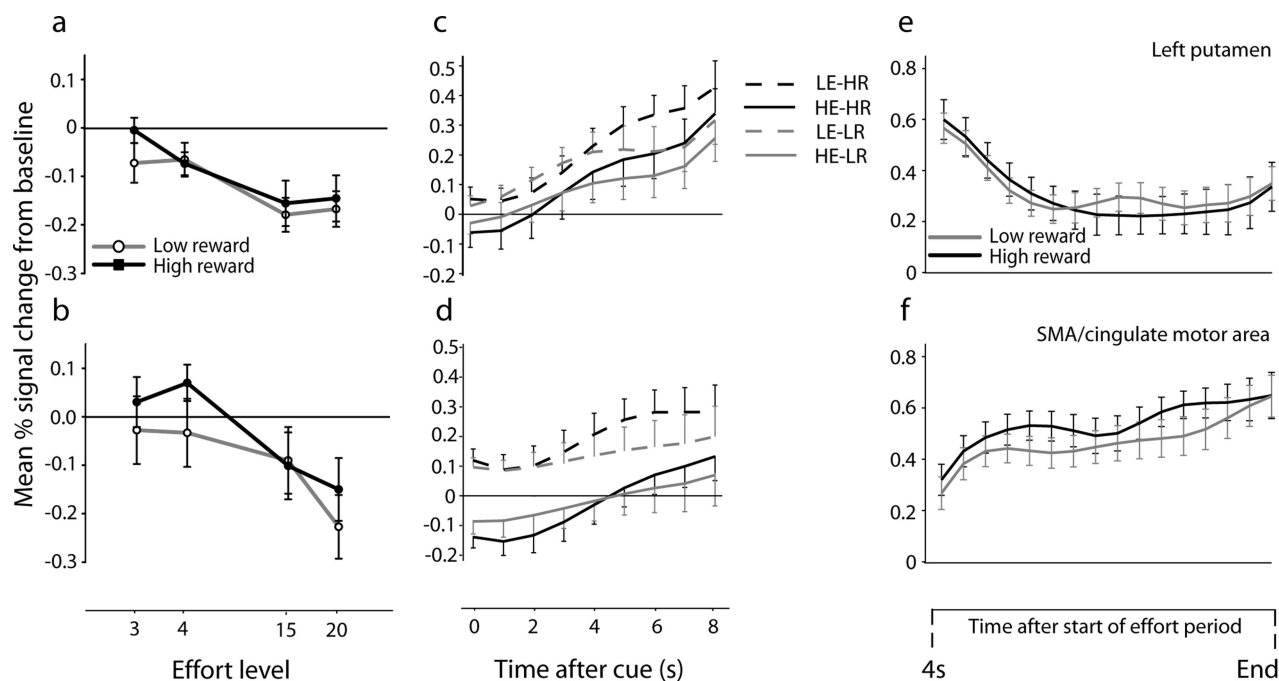 a
c
e
Left putamen
Mean % signal change from baseline
0.1
0
-0.1
-0.2
-0.3
Low reward
High reward
0.5
0.4
0.3
0.2
0.1
0
-0.1
-0.2
LE-HR
HE-HR
LE-LR
HE-LR
0.8
0.6
0.4
0.2
0
Low reward
High reward
b
d
f
SMA/cingulate motor area
0.1
0.0
-0.1
-0.2
-0.3
0.5
0.4
0.3
0.2
0.1
0
-0.1
-0.2
0.8
0.6
0.4
0.2
0
3 4 15 20
Effort level
0 2 4 6 8
Time after cue (s)
Time after start of effort period
4s End